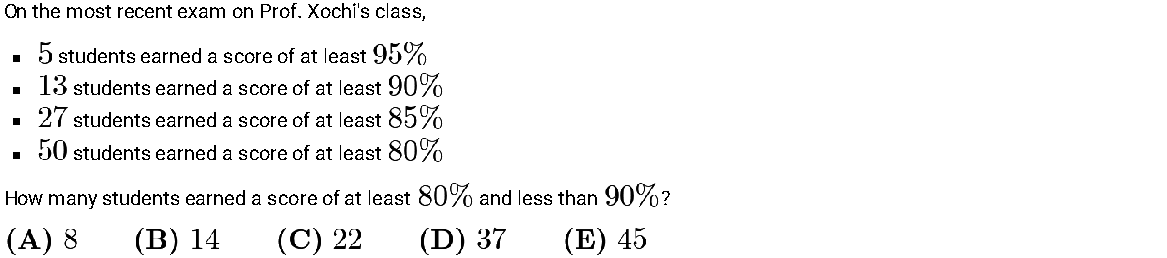 On the most recent exam on Prof. Xochi's class,
▪ 5 students earned a score of at least 95%
▪ 13 students earned a score of at least 90%
▪ 27 students earned a score of at least 85%
▪ 50 students earned a score of at least 80%
How many students earned a score of at least 80% and less than 90%?
(A) 8 (B) 14 (C) 22 (D) 37 (E) 45